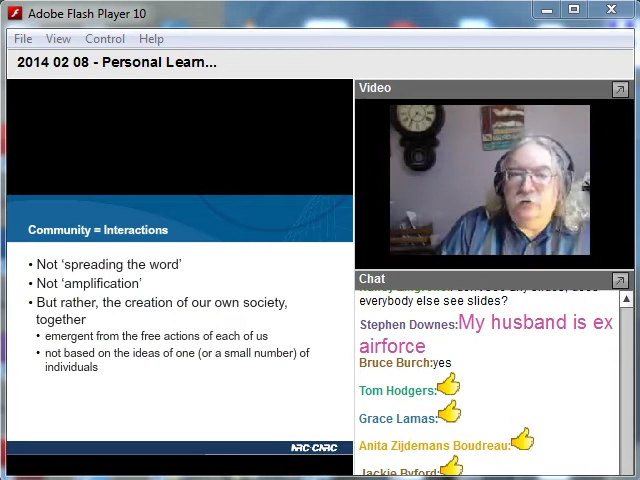 Adobe Flash Player 10
File View Control Help
2014 02 08 - Personal Learn...
Video
Community = Interactions
• Not ‘spreading the word’
• Not ‘amplification’
• But rather, the creation of our own society,
together
• emergent from the free actions of each of us
• not based on the ideas of one (or a small number) of
individuals
NRC·CNRC
Chat
everybody else see slides?
Stephen Downes:My husband is ex
airforce
Bruce Burch:yes
Tom Hodgers:
Grace Lamas:
Anita Zijdemans Boudreau:
Jackie Byford: